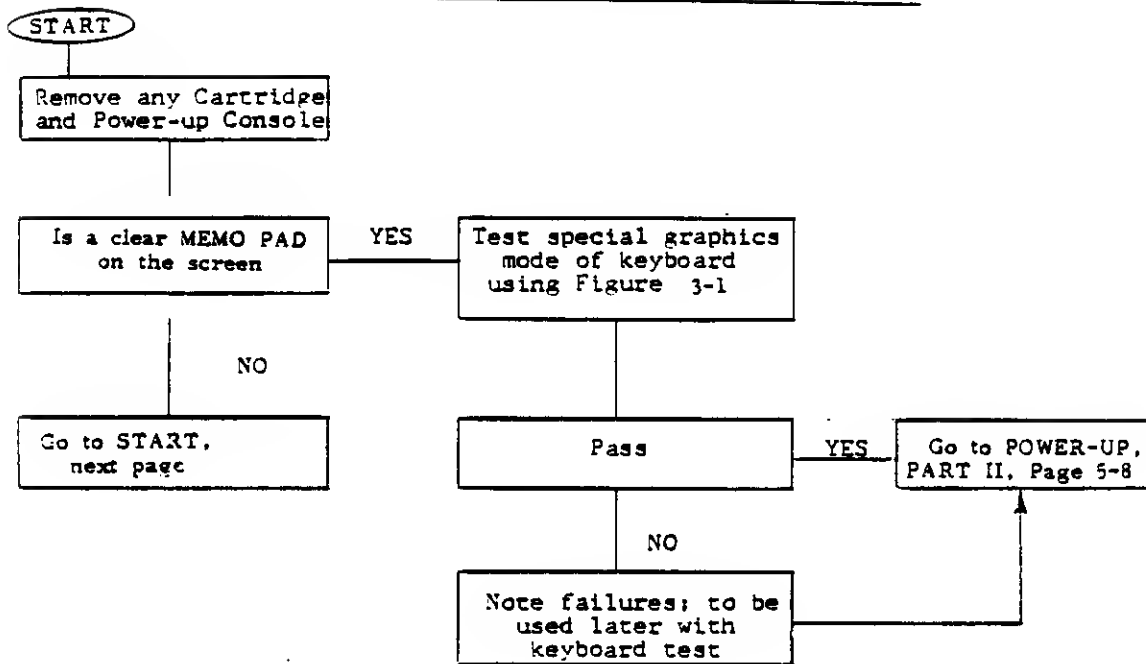 START
Remove any Cartridge
and Power-up Console
Is a clear MEMO PAD
on the screen
YES
Test special graphics
mode of keyboard
using Figure 3-1
NO
Go to START,
next page
Pass
YES
Go to POWER-UP,
PART II, Page 5-8
NO
Note failures; to be
used later with
keyboard test